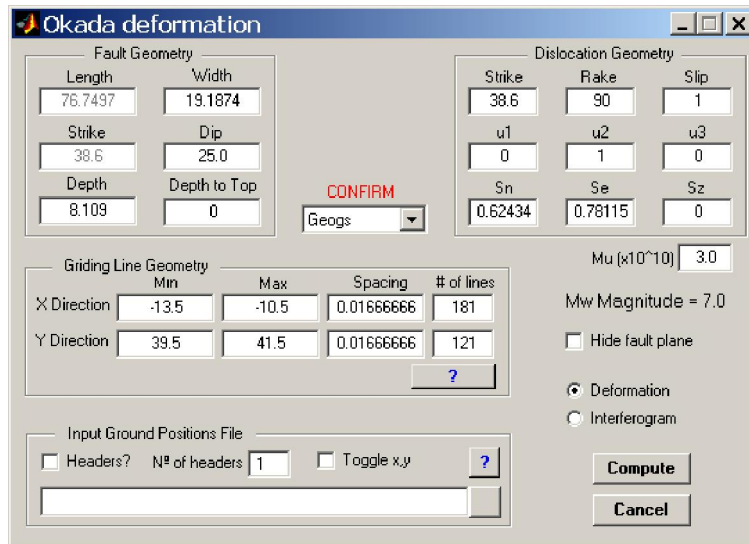 Okada deformation
Fault Geometry
Length Width
76.7497 19.1874
Strike Dip
38.6 25.0
Depth Depth to Top
8.109 0
CONFIRM
Geogs
Dislocation Geometry
Strike Rake Slip
38.6 90 1
u1 u2 u3
0 1 0
Sn Se Sz
0.62434 0.78115 0
Mu (x10^10) 3.0
Mw Magnitude = 7.0
Hide fault plane
Deformation
Interferogram
Compute
Cancel
Griding Line Geometry
Min Max Spacing # of lines
X Direction -13.5 -10.5 0.01666666 181
Y Direction 39.5 41.5 0.01666666 121
?
Input Ground Positions File
Headers? Nº of headers 1 Toggle x,y ?